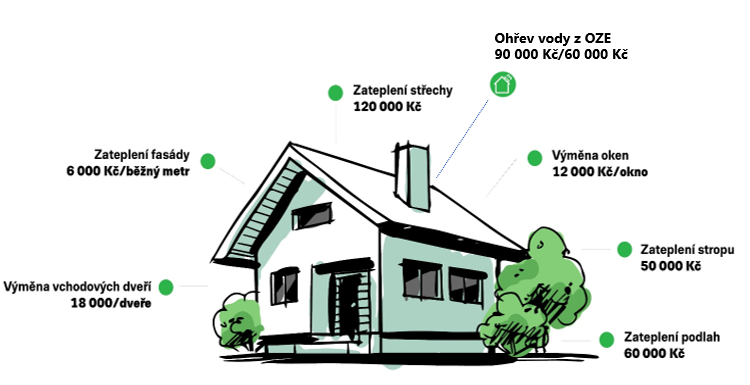 Ohřev vody z OZE
90 000 Kč/60 000 Kč
Zateplení střechy
120 000 Kč
Zateplení fasády
6 000 Kč/běžný metr
Výměna oken
12 000 Kč/okno
Zateplení stropu
50 000 Kč
Výměna vchodových dveří
18 000/dveře
Zateplení podlah
60 000 Kč